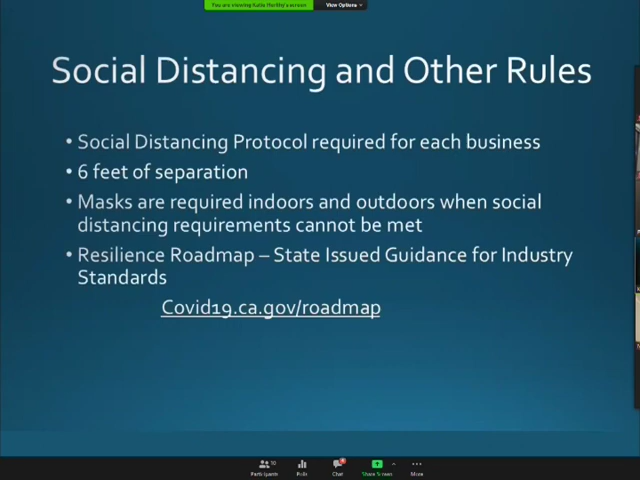 You are viewing Katie Hurley's screen View Options
Social Distancing and Other Rules
• Social Distancing Protocol required for each business
• 6 feet of separation
• Masks are required indoors and outdoors when social
distancing requirements cannot be met
• Resilience Roadmap – State Issued Guidance for Industry
Standards
Covid19.ca.gov/roadmap
10
Participants Polls Chat Share Screen More